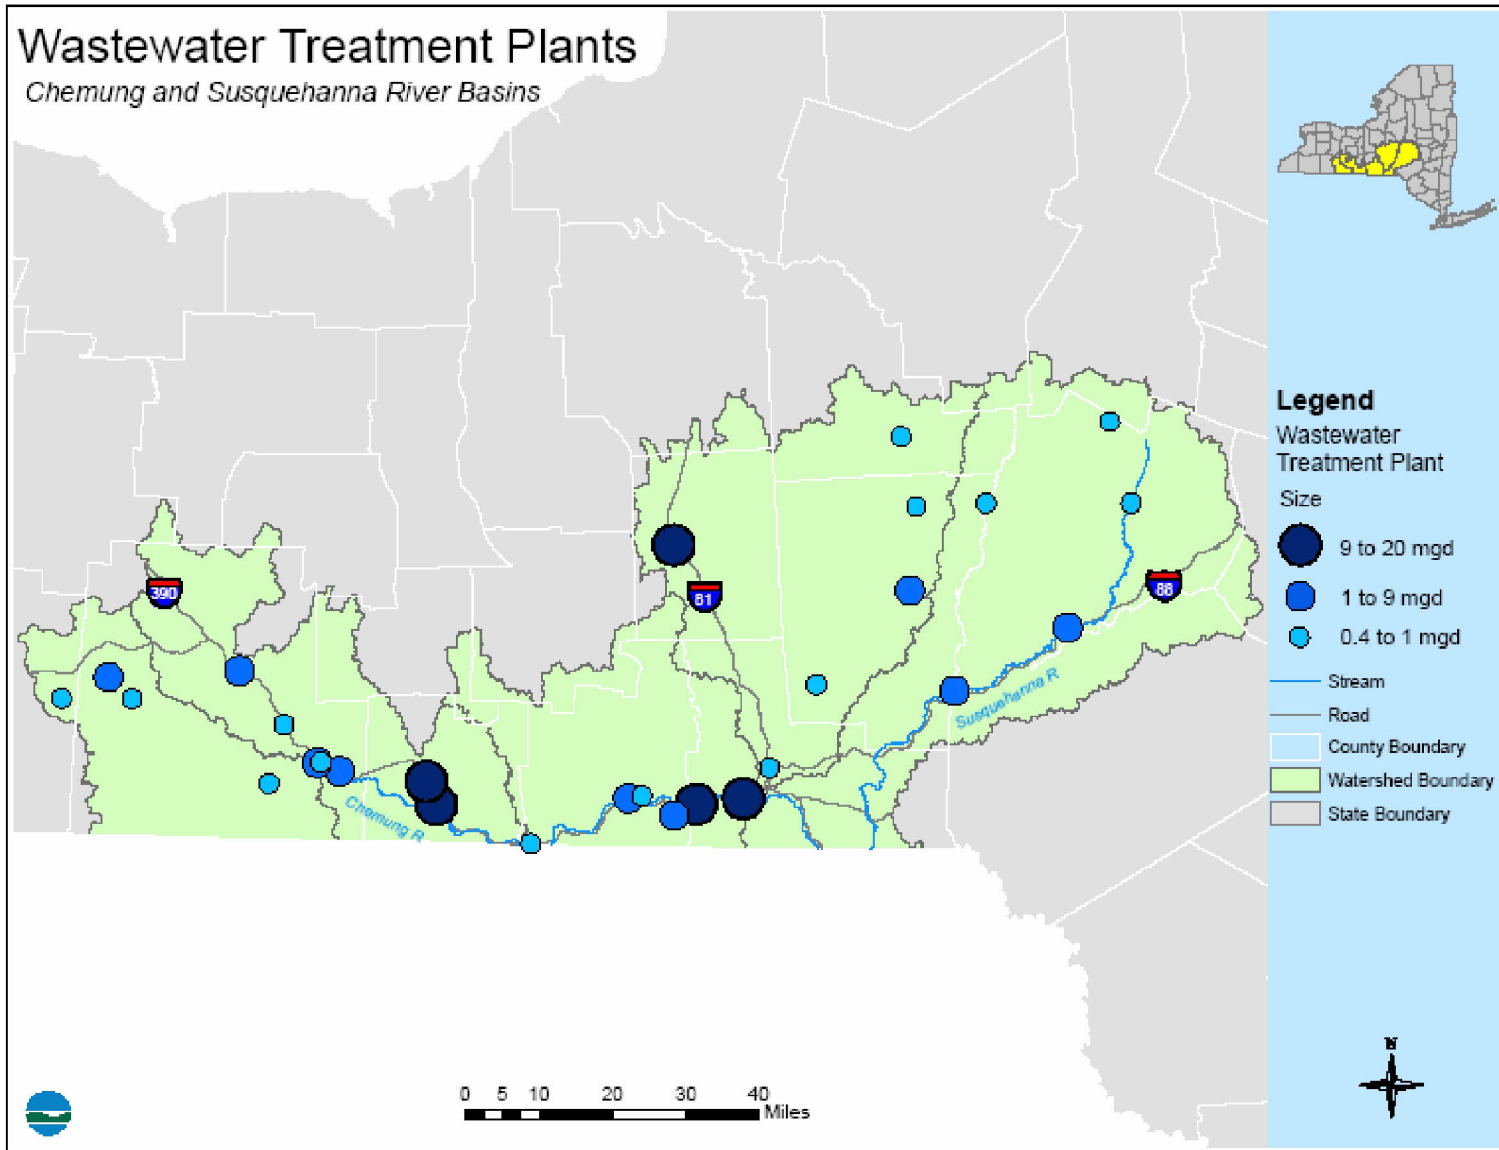 Wastewater Treatment Plants
Chemung and Susquehanna River Basins
390
81
88
Susquehanna R
Chemung R
0 5 10 20 30 40
Miles
Legend
Wastewater
Treatment Plant
Size
9 to 20 mgd
1 to 9 mgd
0.4 to 1 mgd
Stream
Road
County Boundary
Watershed Boundary
State Boundary
N